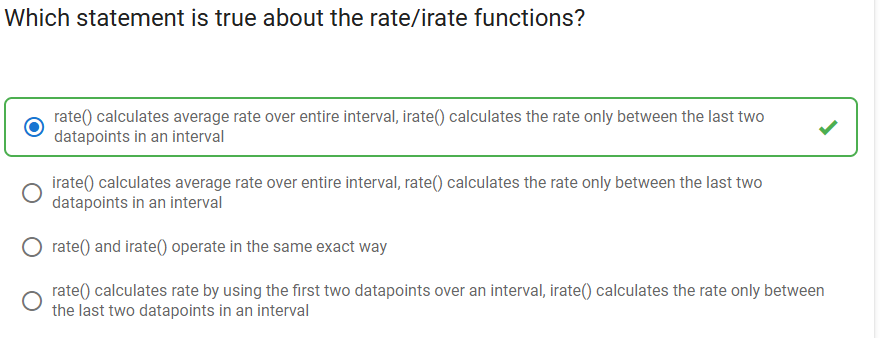 Which statement is true about the rate/irate functions?
rate() calculates average rate over entire interval, irate() calculates the rate only between the last two
datapoints in an interval
irate() calculates average rate over entire interval, rate() calculates the rate only between the last two
datapoints in an interval
rate() and irate() operate in the same exact way
rate() calculates rate by using the first two datapoints over an interval, irate() calculates the rate only between
the last two datapoints in an interval